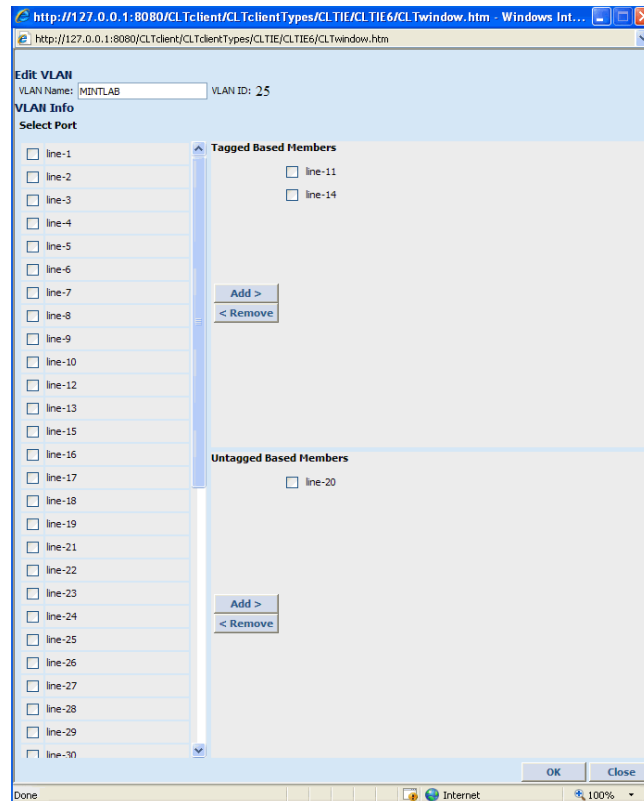 http://127.0.0.1:8080/CLTclient/CLTclientTypes/CLTIE/CLTIE6/CLTwindow.htm - Windows Int...
http://127.0.0.1:8080/CLTclient/CLTclientTypes/CLTIE/CLTIE6/CLTwindow.htm
Edit VLAN
VLAN Name: MINTLAB VLAN ID: 25
VLAN Info
Select Port
line-1
line-2
line-3
line-4
line-5
line-6
line-7
line-8
line-9
line-10
line-12
line-13
line-15
line-16
line-17
line-18
line-19
line-21
line-22
line-23
line-24
line-25
line-26
line-27
line-28
line-29
line-30
Tagged Based Members
line-11
line-14
Add >
< Remove
Untagged Based Members
line-20
Add >
< Remove
OK Close
Done Internet 100%